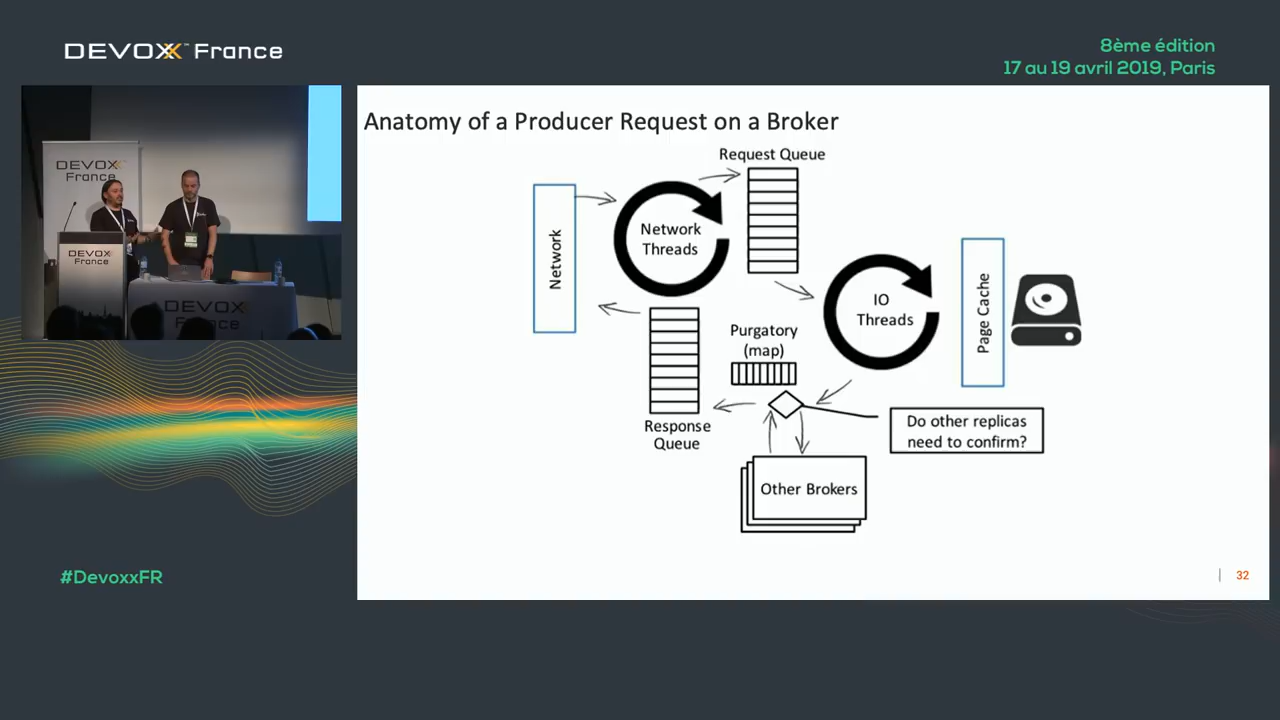 DEVOXX™ France
8ème édition
17 au 19 avril 2019, Paris
DEVOXX
France
DEVOXX
France
DEVOXX
FRANCE
#DevoxxFR
Anatomy of a Producer Request on a Broker
Request Queue
Network
Network
Threads
IO
Threads
Page Cache
Purgatory
(map)
Response
Queue
Do other replicas
need to confirm?
Other Brokers
32